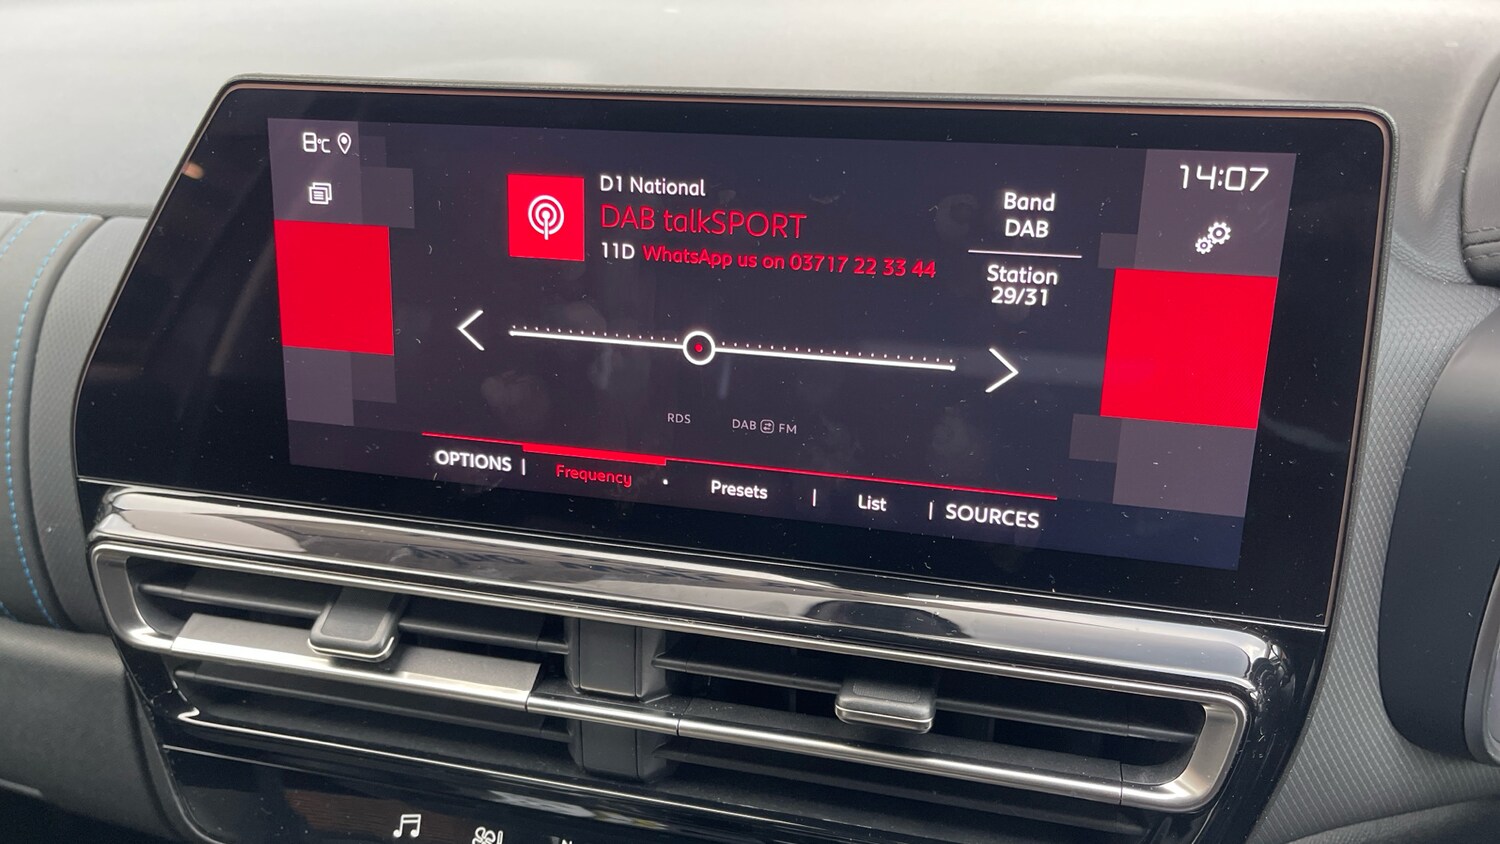 8°C
14:07
D1 National
DAB talkSPORT
11D WhatsApp us on 03717 22 33 44
Band
DAB
Station
29/31
RDS
DAB FM
OPTIONS | Frequency · Presets | List | SOURCES